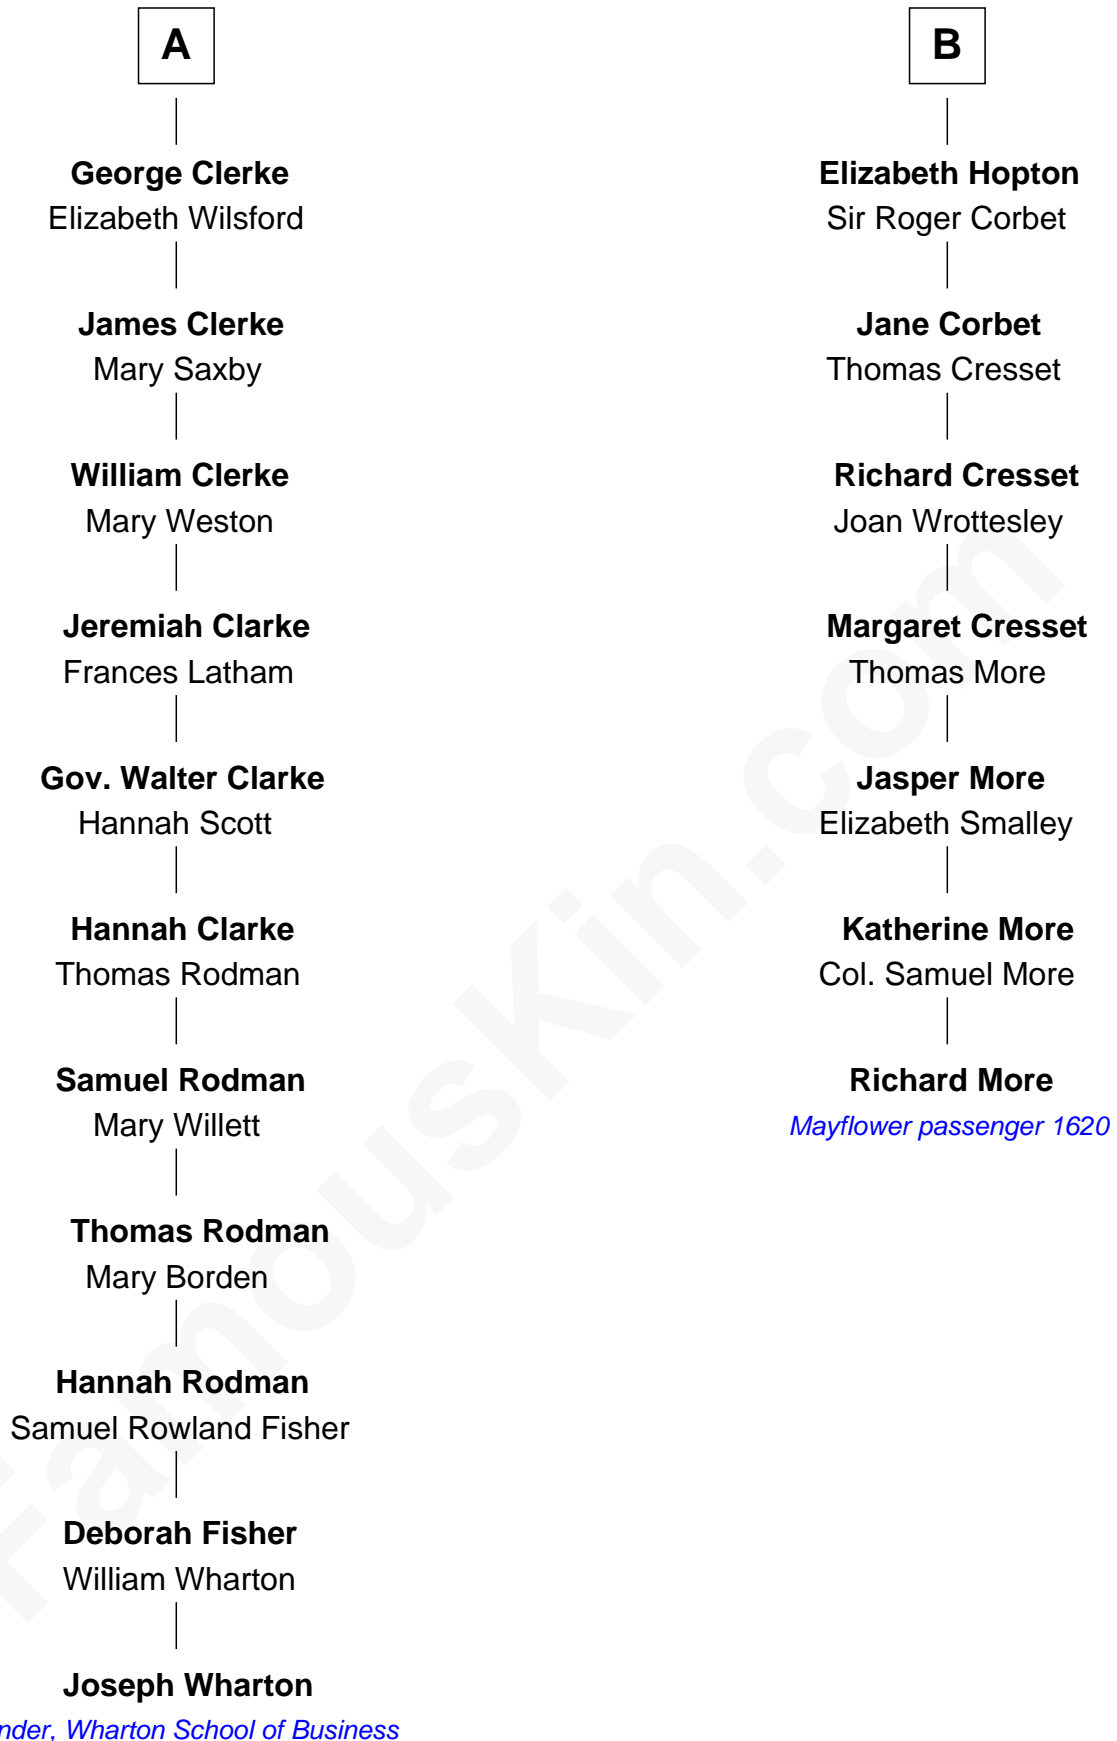 A
George Clerke
Elizabeth Wilsford
James Clerke
Mary Saxby
William Clerke
Mary Weston
Jeremiah Clarke
Frances Latham
Gov. Walter Clarke
Hannah Scott
Hannah Clarke
Thomas Rodman
Samuel Rodman
Mary Willett
Thomas Rodman
Mary Borden
Hannah Rodman
Samuel Rowland Fisher
Deborah Fisher
William Wharton
Joseph Wharton
nder, Wharton School of Business
B
Elizabeth Hopton
Sir Roger Corbet
Jane Corbet
Thomas Cresset
Richard Cresset
Joan Wrottesley
Margaret Cresset
Thomas More
Jasper More
Elizabeth Smalley
Katherine More
Col. Samuel More
Richard More
Mayflower passenger 1620
FamousKin.com